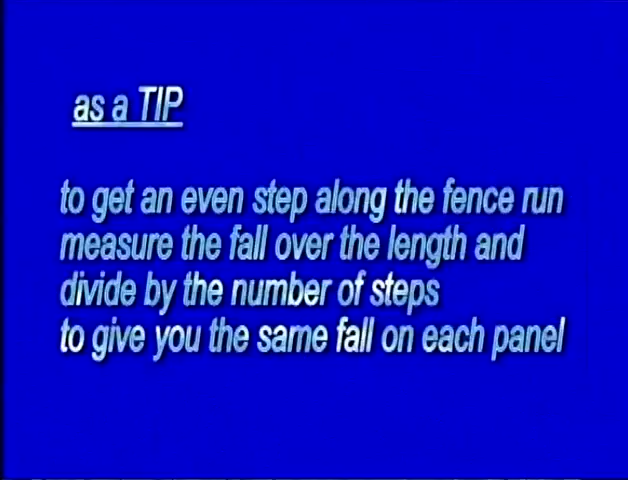 as a TIP
to get an even step along the fence run
measure the fall over the length and
divide by the number of steps
to give you the same fall on each panel